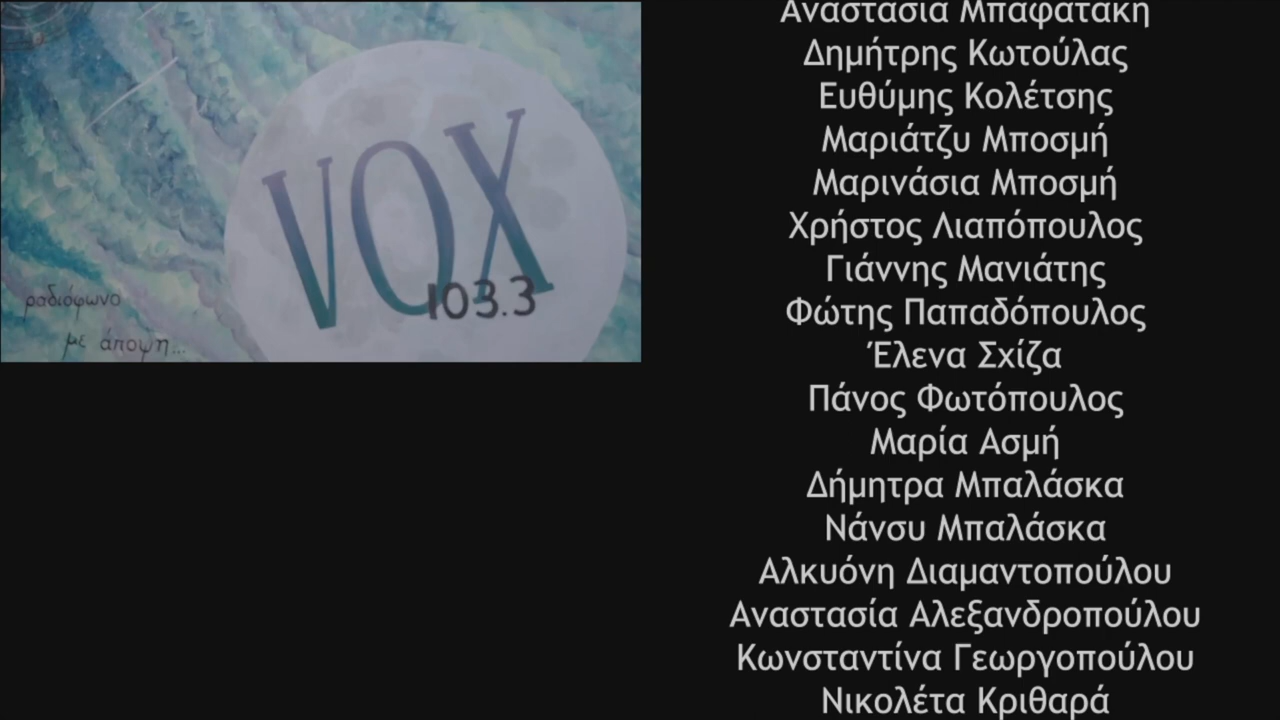 VOX
103.3
ραδιόφωνο
με άποψη...
Αναστασία Μπαφατάκη
Δημήτρης Κωτούλας
Ευθύμης Κολέτσης
Μαριάτζυ Μποσμή
Μαρινάσια Μποσμή
Χρήστος Λιαπόπουλος
Γιάννης Μανιάτης
Φώτης Παπαδόπουλος
Έλενα Σχίζα
Πάνος Φωτόπουλος
Μαρία Ασμή
Δήμητρα Μπαλάσκα
Νάνσυ Μπαλάσκα
Αλκυόνη Διαμαντοπούλου
Αναστασία Αλεξανδροπούλου
Κωνσταντίνα Γεωργοπούλου
Νικολέτα Κριθαρά